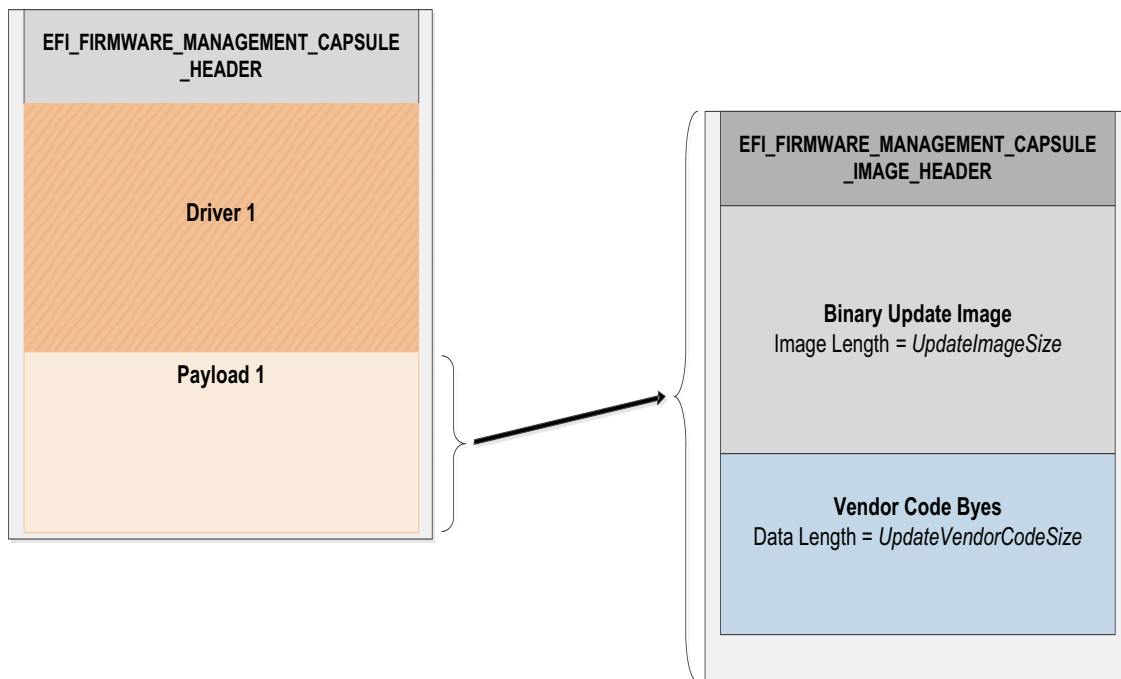 EFI_FIRMWARE_MANAGEMENT_CAPSULE
_HEADER
Driver 1
Payload 1
EFI_FIRMWARE_MANAGEMENT_CAPSULE
_IMAGE_HEADER
Binary Update Image
Image Length = UpdateImageSize
Vendor Code Byes
Data Length = UpdateVendorCodeSize